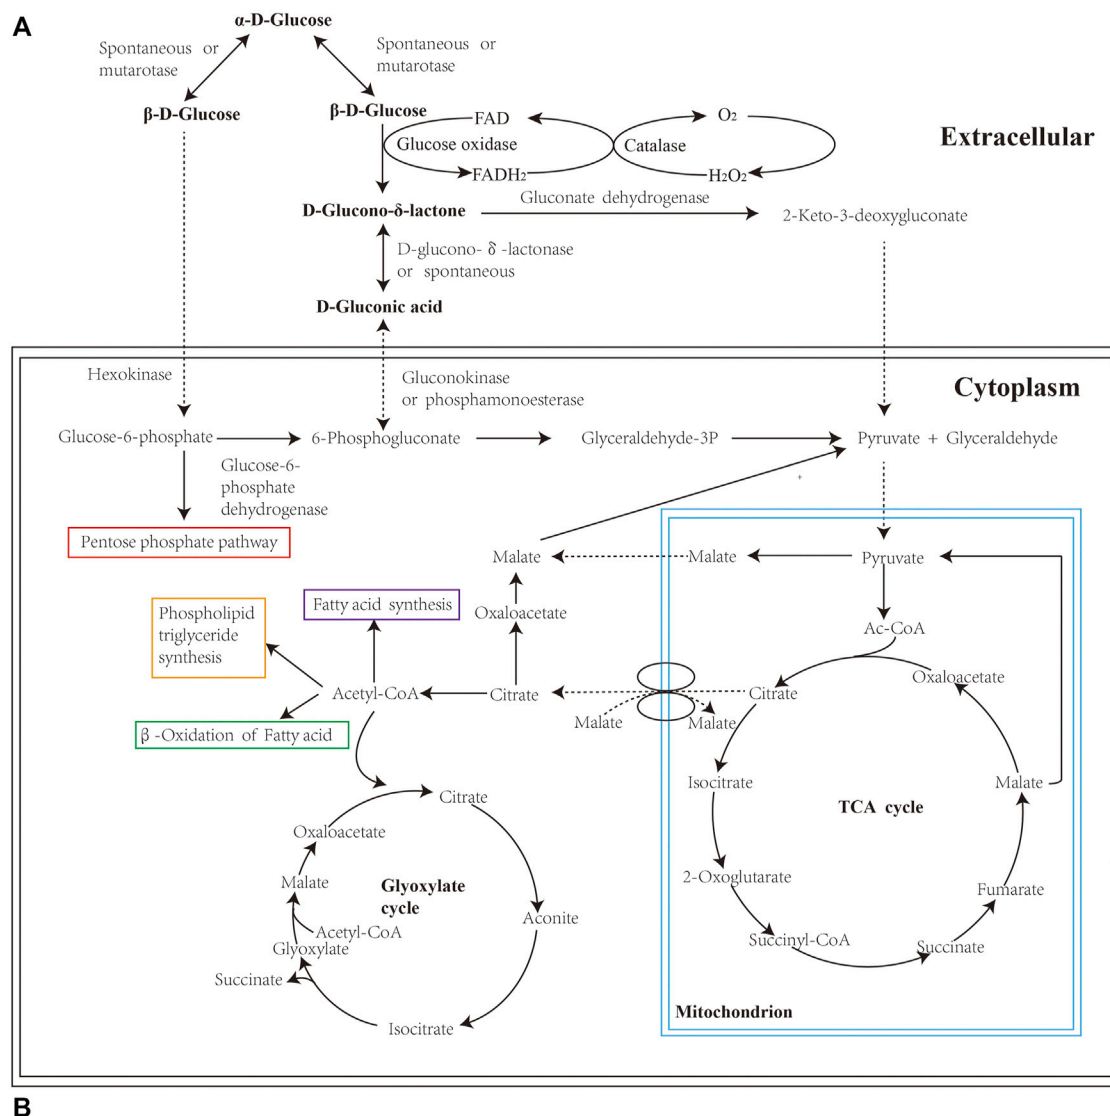 A
α-D-Glucose
Spontaneous or
mutarotase
Spontaneous or
mutarotase
β-D-Glucose
β-D-Glucose
FAD
O2
Glucose oxidase
Catalase
FADH2
H2O2
Extracellular
D-Glucono-δ-lactone
Gluconate dehydrogenase
2-Keto-3-deoxygluconate
D-glucono- δ -lactonase
or spontaneous
D-Gluconic acid
Hexokinase
Gluconokinase
or phosphamonoesterase
Cytoplasm
Glucose-6-phosphate
6-Phosphogluconate
Glyceraldehyde-3P
Pyruvate + Glyceraldehyde
Glucose-6-
phosphate
dehydrogenase
+
Pentose phosphate pathway
Malate
Malate
Pyruvate
Fatty acid synthesis
Phospholipid
triglyceride
synthesis
Oxaloacetate
Ac-CoA
Oxaloacetate
Acetyl-CoA
Citrate
Citrate
Malate
Malate
β -Oxidation of Fatty acid
Isocitrate
Malate
TCA cycle
Citrate
Oxaloacetate
2-Oxoglutarate
Fumarate
Malate
Glyoxylate
cycle
Aconite
Acetyl-CoA
Glyoxylate
Succinyl-CoA
Succinate
Succinate
Isocitrate
Mitochondrion
B